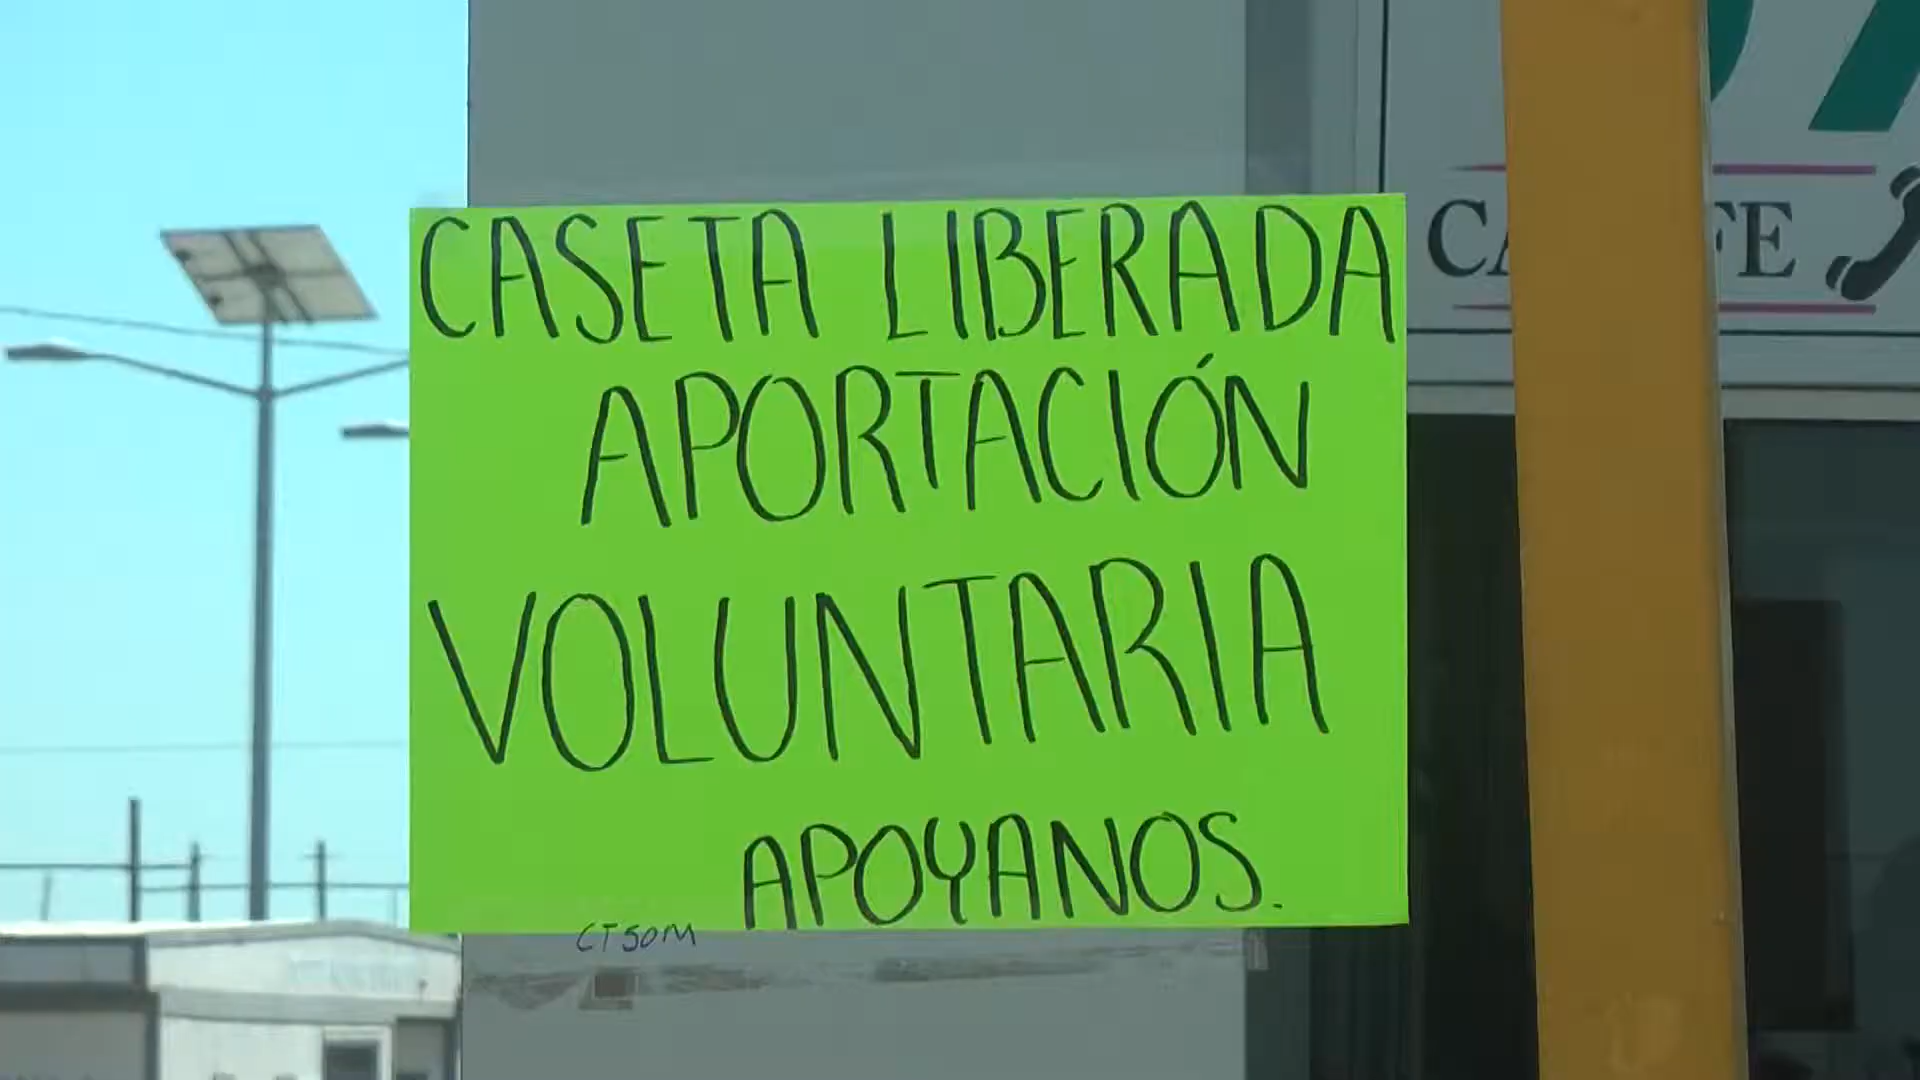 CASETA LIBERADA
APORTACIÓN
VOLUNTARIA
APOYANOS.
CTSOM